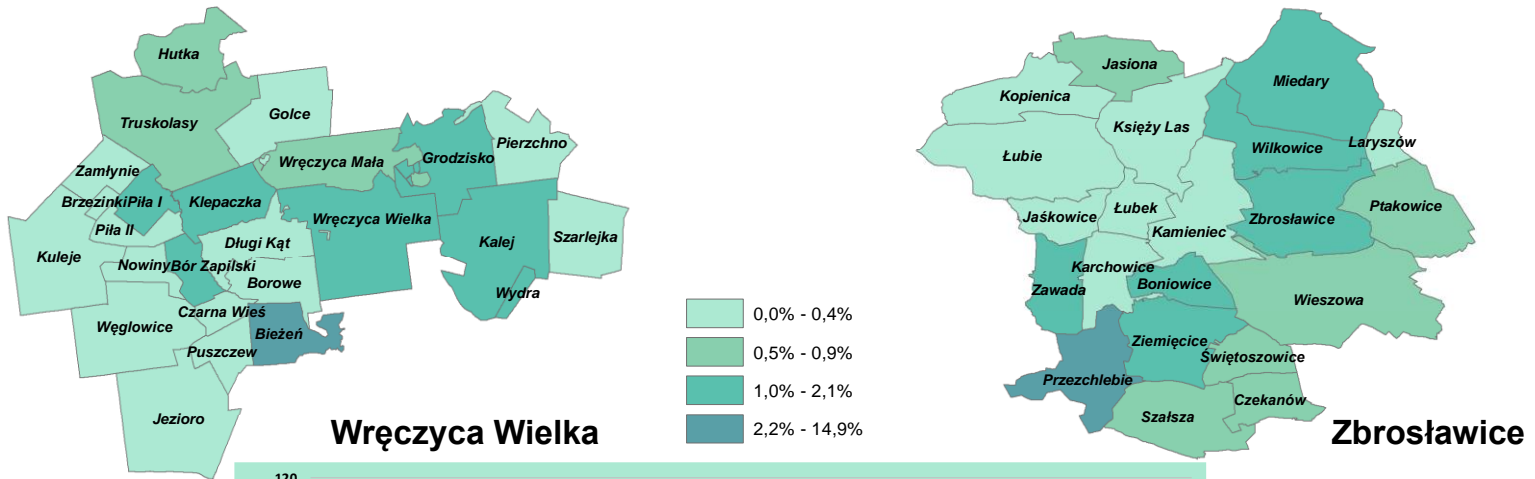 Hutka
Truskolasy
Golce
Zamłynie
Wręczyca Mała
Grodzisko
Pierzchno
Brzezinki
Piła I
Klepaczka
Piła II
Wręczyca Wielka
Kuleje
Długi Kąt
Kalej
Szarlejka
Nowiny
Bór Zapilski
Borowe
Wydra
Czarna Wieś
Węglowice
Bieżeń
Puszczew
Jezioro
Wręczyca Wielka
0,0% - 0,4%
0,5% - 0,9%
1,0% - 2,1%
2,2% - 14,9%
Jasiona
Miedary
Kopienica
Księży Las
Laryszów
Łubie
Wilkowice
Ptakowice
Jaśkowice
Łubek
Zbrosławice
Kamieniec
Karchowice
Zawada
Boniowice
Wieszowa
Ziemięcice
Świętoszowice
Przezchlebie
Czekanów
Szałsza
Zbrosławice
120